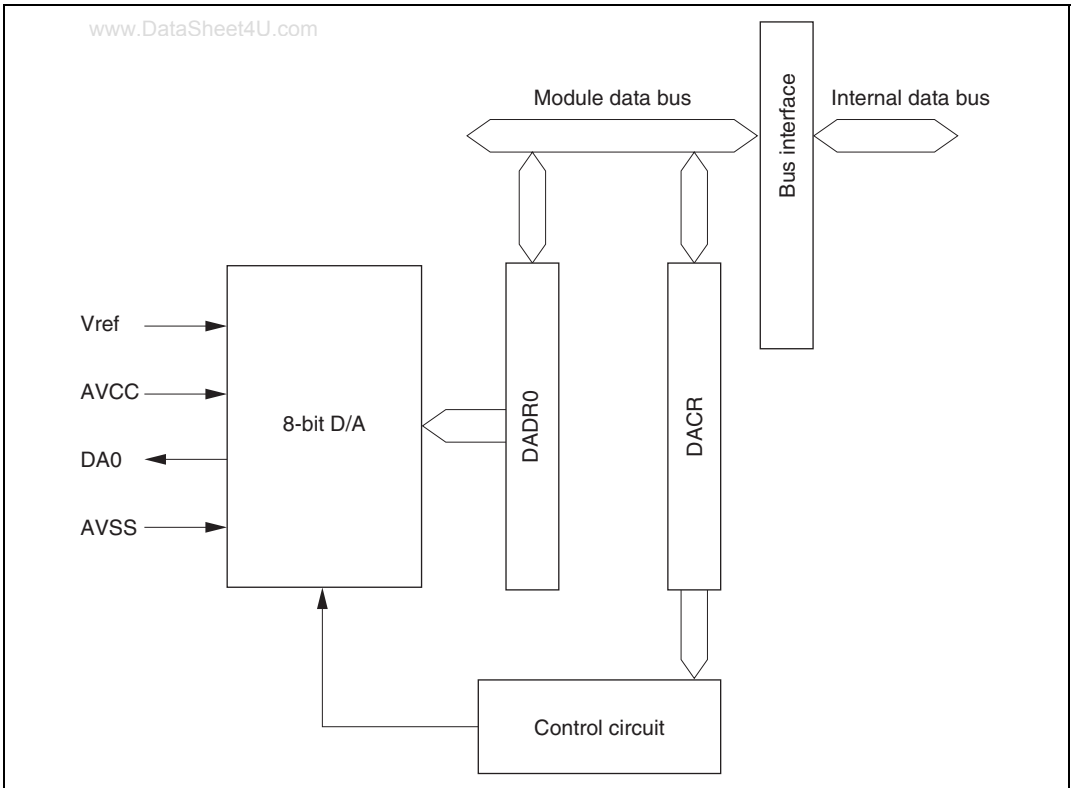 www.DataSheet4U.com
Module data bus
Bus interface
Internal data bus
Vref
AVCC
DA0
AVSS
8-bit D/A
DADR0
DACR
Control circuit